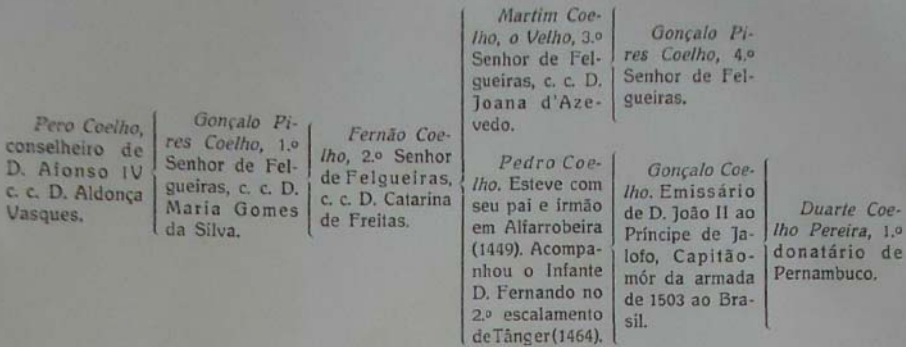 Pero Coelho,
conselheiro de
D. Afonso IV
c. c. D. Aldonça
Vasques.
Gonçalo Pi-
res Coelho, 1.º
Senhor de Fel-
gueiras, c. c. D.
Maria Gomes
da Silva.
Fernão Coe-
lho, 2.º Senhor
de Felgueiras,
c. c. D. Catarina
de Freitas.
Martim Coe-
lho, o Velho, 3.º
Senhor de Fel-
gueiras, c. c. D.
Joana d'Aze-
vedo.
Gonçalo Pi-
res Coelho, 4.º
Senhor de Fel-
gueiras.
Pedro Coe-
lho. Esteve com
seu pai e irmão
em Alfarrobeira
(1449). Acompa-
nhou o Infante
D. Fernando no
2.º escalamento
de Tânger (1464).
Gonçalo Coe-
lho. Emissário
de D. João II ao
Príncipe de Ja-
lofo, Capitão-
mór da armada
de 1503 ao Bra-
sil.
Duarte Coe-
lho Pereira, 1.º
donatário de
Pernambuco.